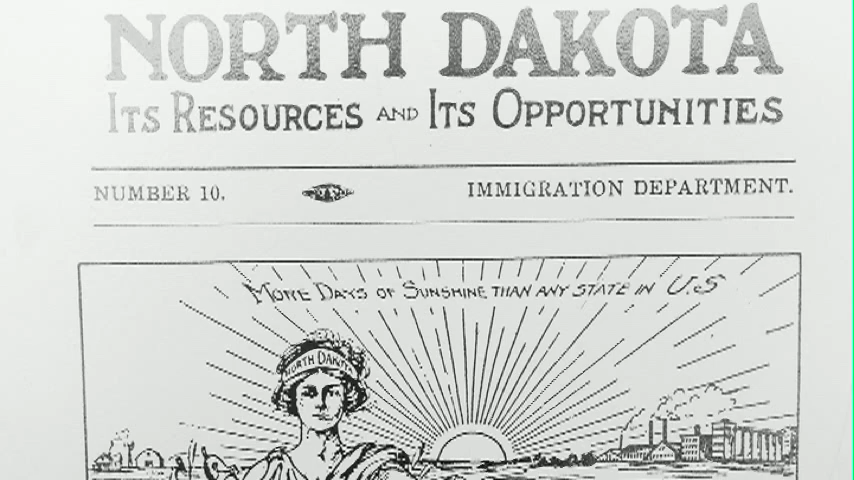 NORTH DAKOTA
ITS RESOURCES AND ITS OPPORTUNITIES
NUMBER 10.
IMMIGRATION DEPARTMENT.
MORE DAYS OF SUNSHINE THAN ANY STATE IN U.S
NORTH DAKOTA